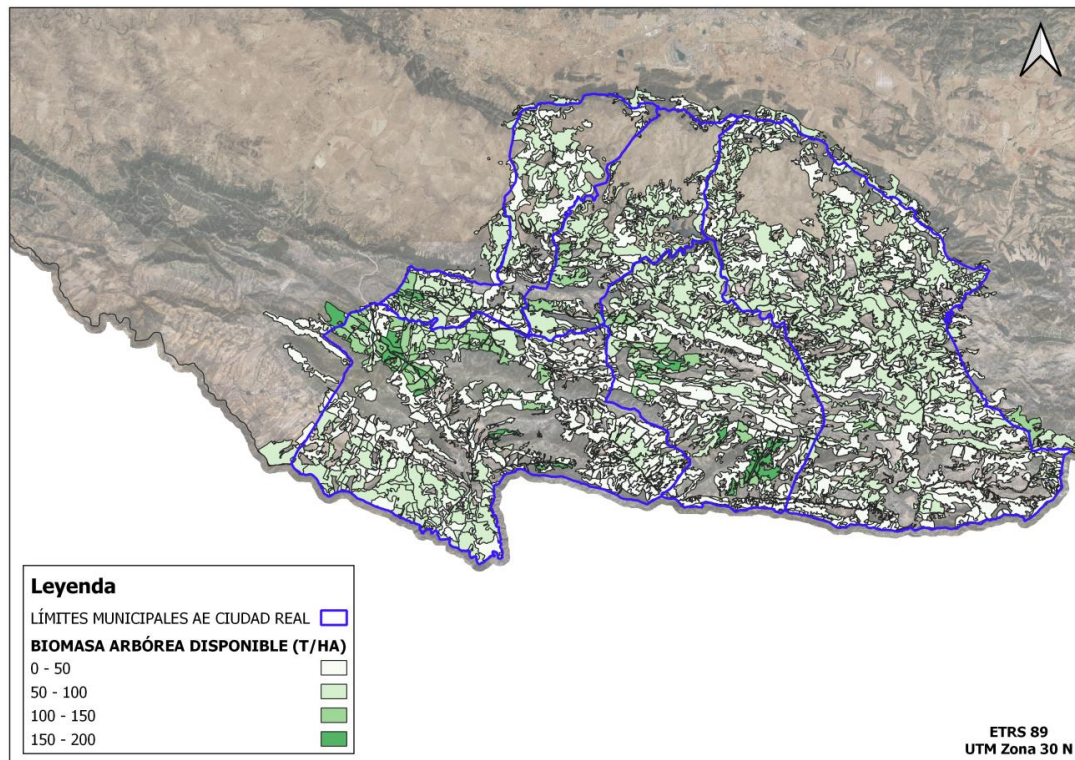 Leyenda
LÍMITES MUNICIPALES AE CIUDAD REAL
BIOMASA ARBÓREA DISPONIBLE (T/HA)
0 - 50
50 - 100
100 - 150
150 - 200
ETRS 89
UTM Zona 30 N